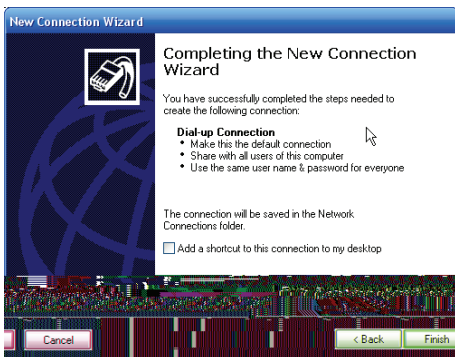 New Connection Wizard
Completing the New Connection
Wizard
You have successfully completed the steps needed to
create the following connection:
Dial-up Connection
• Make this the default connection
• Share with all users of this computer
• Use the same user name & password for everyone
The connection will be saved in the Network
Connections folder.
Add a shortcut to this connection to my desktop
Cancel
< Back
Finish